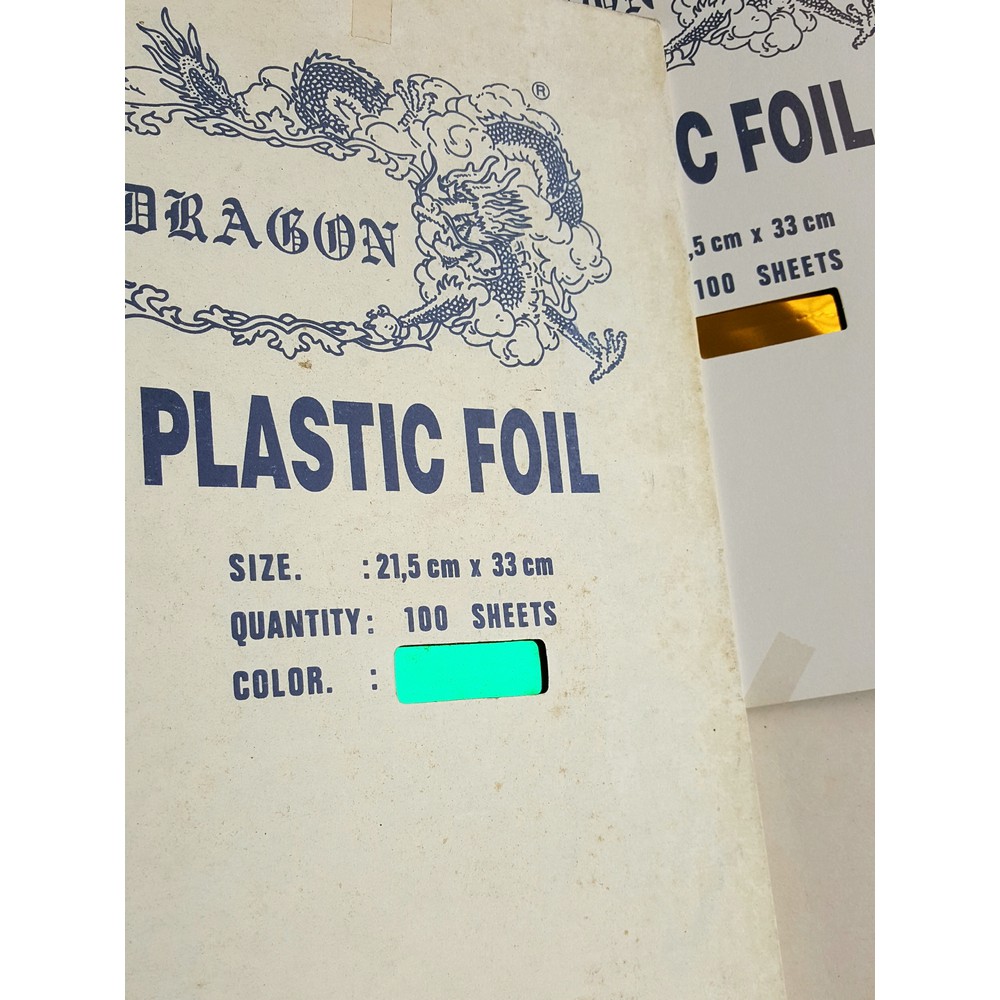 DRAGON
®
PLASTIC FOIL
SIZE. : 21,5 cm x 33 cm
QUANTITY : 100 SHEETS
COLOR. :
C FOIL
,5 cm x 33 cm
100 SHEETS